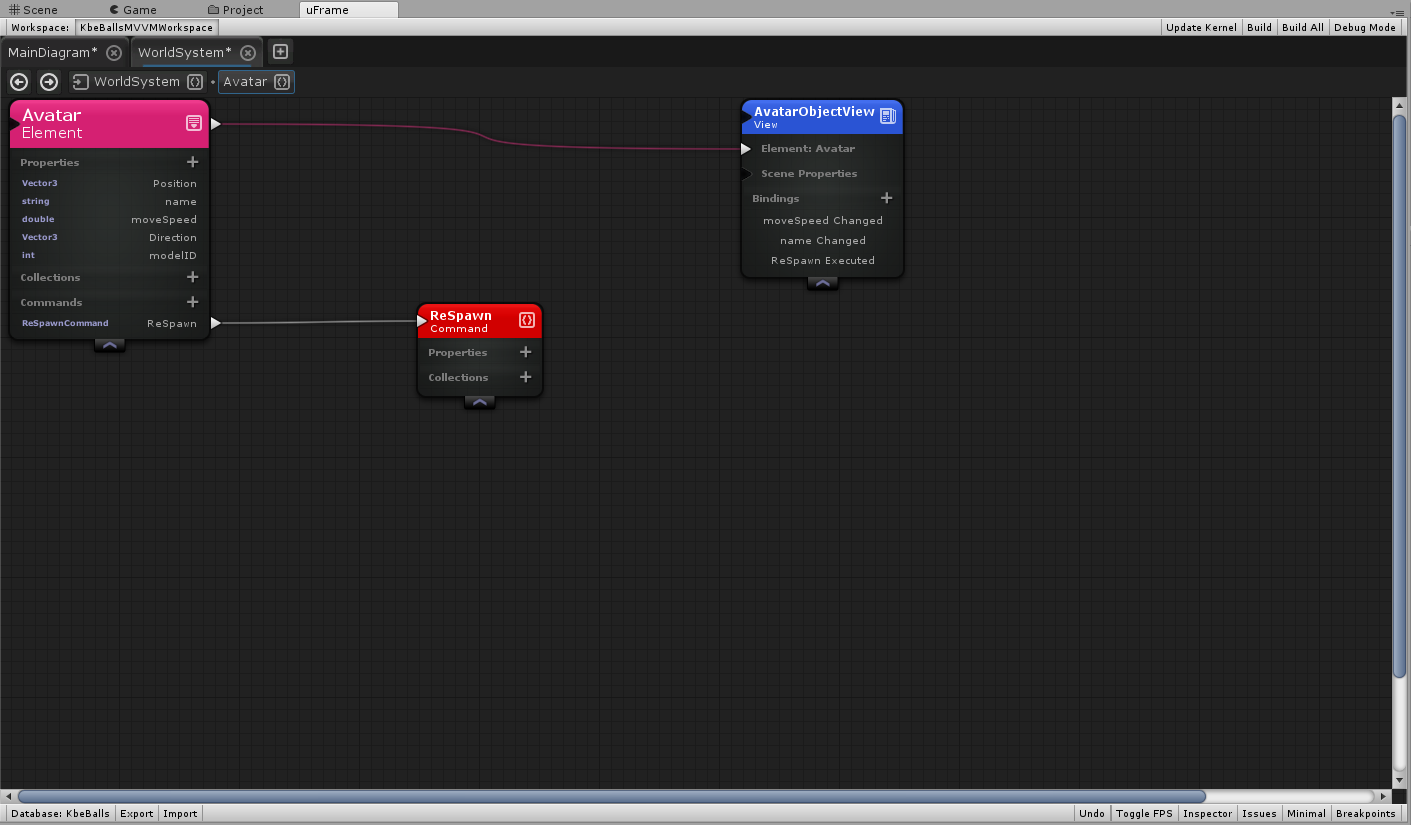 Scene Game Project uFrame
Workspace: KbeBallsMVVMWorkspace Update Kernel Build Build All Debug Mode
MainDiagram* WorldSystem*
WorldSystem Avatar
Avatar
Element
Properties
Vector3 Position
string name
double moveSpeed
Vector3 Direction
int modelID
Collections
Commands
ReSpawnCommand ReSpawn
ReSpawn
Command
Properties
Collections
AvatarObjectView
View
Element: Avatar
Scene Properties
Bindings
moveSpeed Changed
name Changed
ReSpawn Executed
Database: KbeBalls Export Import Undo Toggle FPS Inspector Issues Minimal Breakpoints